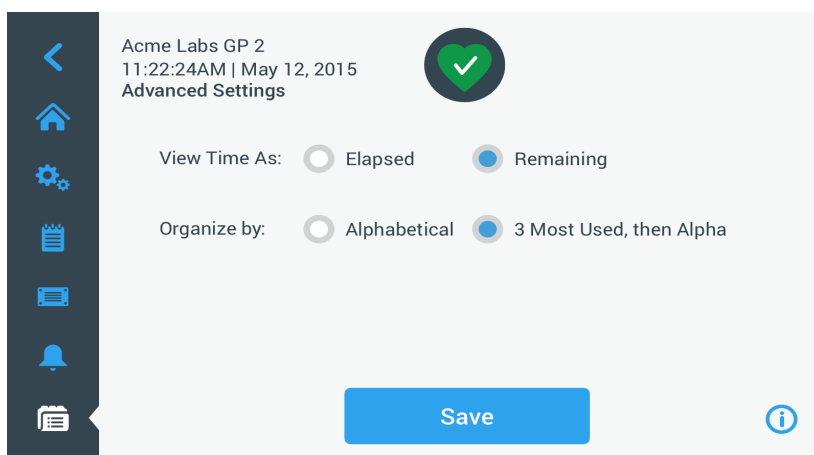 Acme Labs GP 2
11:22:24AM | May 12, 2015
Advanced Settings
View Time As: Elapsed Remaining
Organize by: Alphabetical 3 Most Used, then Alpha
Save